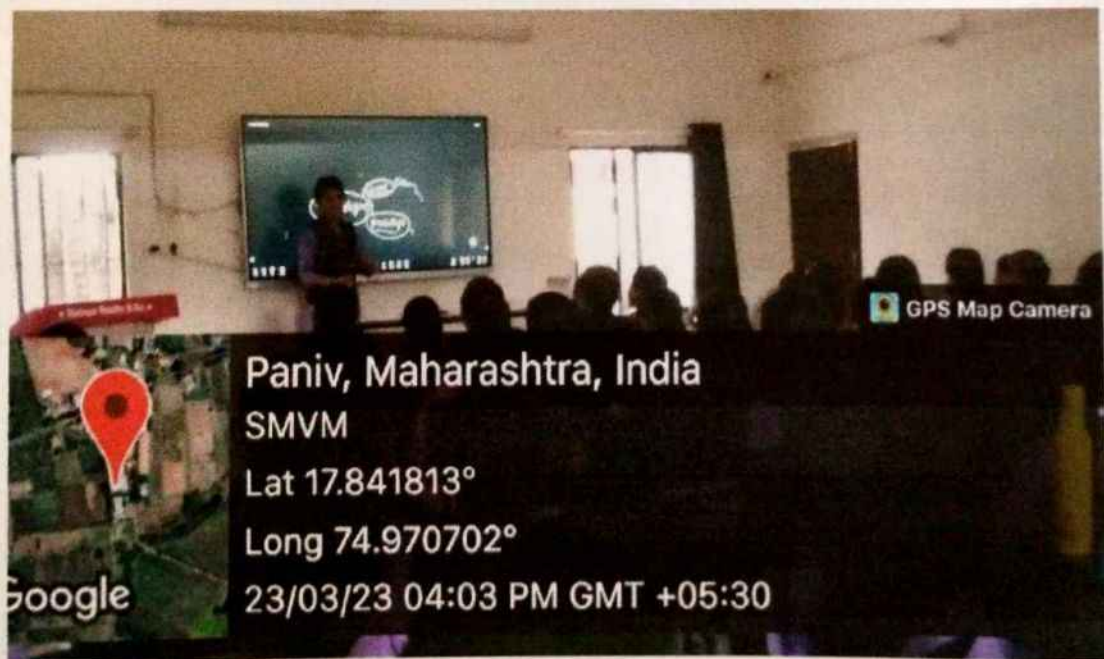 GPS Map Camera
Paniv, Maharashtra, India
SMVM
Lat 17.841813°
Long 74.970702°
23/03/23 04:03 PM GMT +05:30
Google